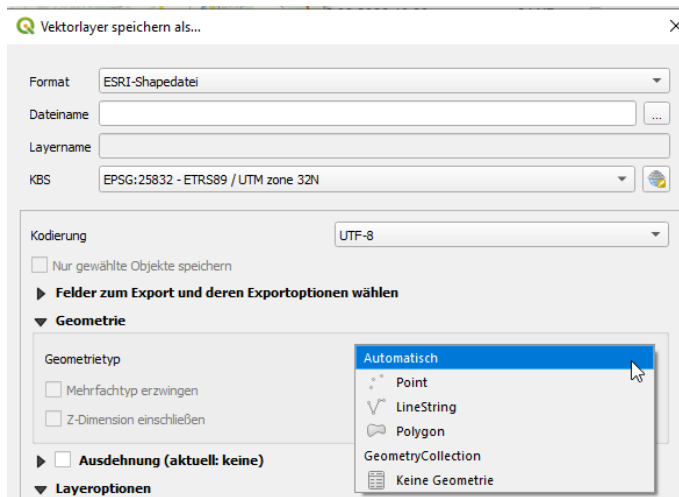 Vektorlayer speichern als...
Format ESRI-Shapedatei
Dateiname ...
Layername
KBS EPSG:25832 - ETRS89 / UTM zone 32N
Kodierung UTF-8
Nur gewählte Objekte speichern
Felder zum Export und deren Exportoptionen wählen
Geometrie
Geometrietyp Automatisch
Point
Mehrfachtyp erzwingen LineString
Z-Dimension einschließen Polygon
GeometryCollection
Ausdehnung (aktuell: keine)
Keine Geometrie
Layeroptionen